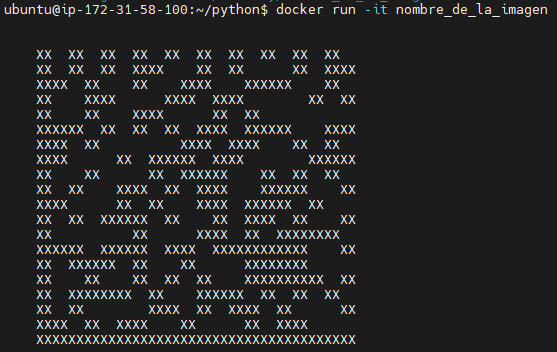 ubuntu@ip-172-31-58-100:~/python$ docker run -it nombre_de_la_imagen
XX  XX  XX  XX  XX  XX  XX  XX  XX  XX
XX  XX  XX  XXXX    XX  XX      XX  XXXX
XXXX  XX    XX    XXXX    XXXXXX    XX
XX    XXXX      XXXX  XXXX        XX  XX
XX    XX    XXXX      XX  XX
XXXXXX  XX  XX  XX  XXXX  XXXXXX    XXXX
XXXX  XX          XXXX  XXXX    XX  XX
XXXX      XX  XXXXXX  XXXX        XXXXXX
XX    XX      XX  XXXXXX    XX  XX  XX
XX  XX    XXXX  XX  XXXX    XXXXXX    XX
XXXX      XX  XX    XXXX  XXXXXX  XX
XX  XX  XXXXXX  XX    XX  XXXX  XX    XX
XX          XX      XXXX  XX  XXXXXXXX
XXXXXX  XXXXXX  XXXX  XXXXXXXXXXXX    XX
XX  XXXXXX  XX    XX      XXXXXXXX
XX    XX    XX  XX  XX    XXXXXXXXXX  XX
XX  XXXXXXXX  XX    XXXXXX  XX  XX  XX
XX  XX        XXXX  XX  XXXX  XX      XX
XXXX  XX  XXXX    XX      XX  XXXX
XXXXXXXXXXXXXXXXXXXXXXXXXXXXXXXXXXXXXXXX